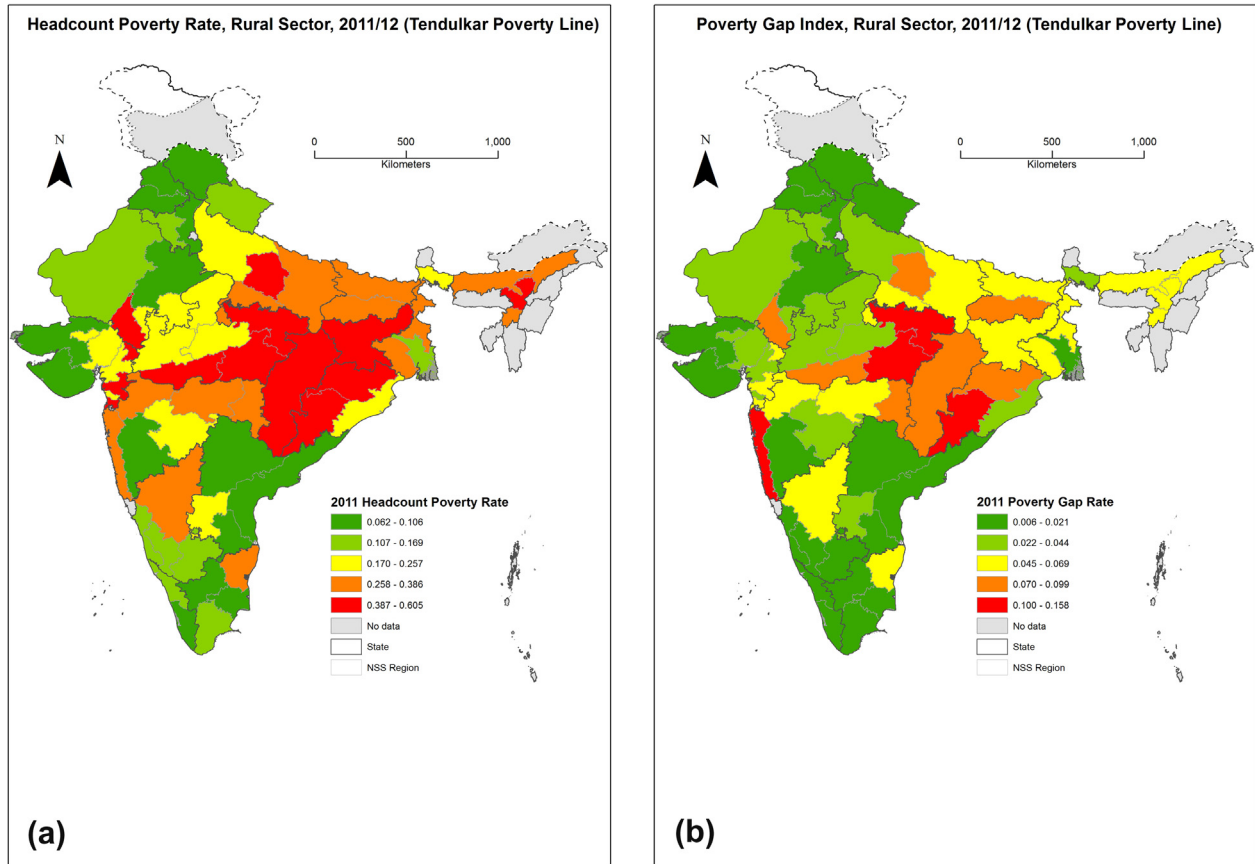 Headcount Poverty Rate, Rural Sector, 2011/12 (Tendulkar Poverty Line)
N
0 500 1,000
Kilometers
2011 Headcount Poverty Rate
0.062 - 0.106
0.107 - 0.169
0.170 - 0.257
0.258 - 0.386
0.387 - 0.605
No data
State
NSS Region
(a)
Poverty Gap Index, Rural Sector, 2011/12 (Tendulkar Poverty Line)
N
0 500 1,000
Kilometers
2011 Poverty Gap Rate
0.006 - 0.021
0.022 - 0.044
0.045 - 0.069
0.070 - 0.099
0.100 - 0.158
No data
State
NSS Region
(b)